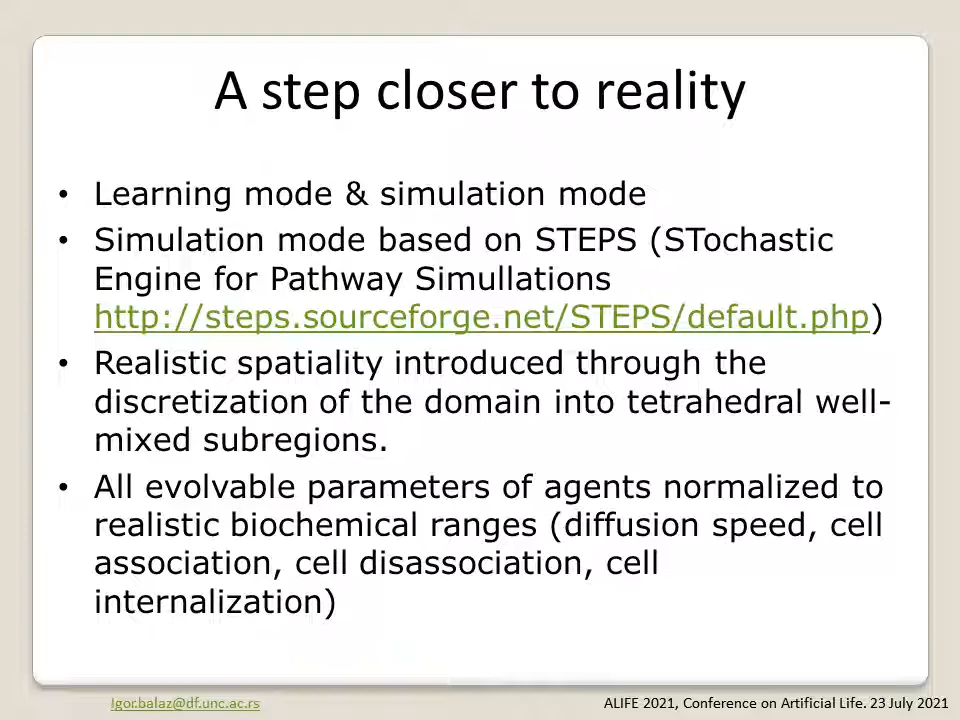 A step closer to reality
• Learning mode & simulation mode
• Simulation mode based on STEPS (STochastic
Engine for Pathway Simullations
http://steps.sourceforge.net/STEPS/default.php)
• Realistic spatiality introduced through the
discretization of the domain into tetrahedral well-
mixed subregions.
• All evolvable parameters of agents normalized to
realistic biochemical ranges (diffusion speed, cell
association, cell disassociation, cell
internalization)
Igor.balaz@df.unc.ac.rs
ALIFE 2021, Conference on Artificial Life. 23 July 2021